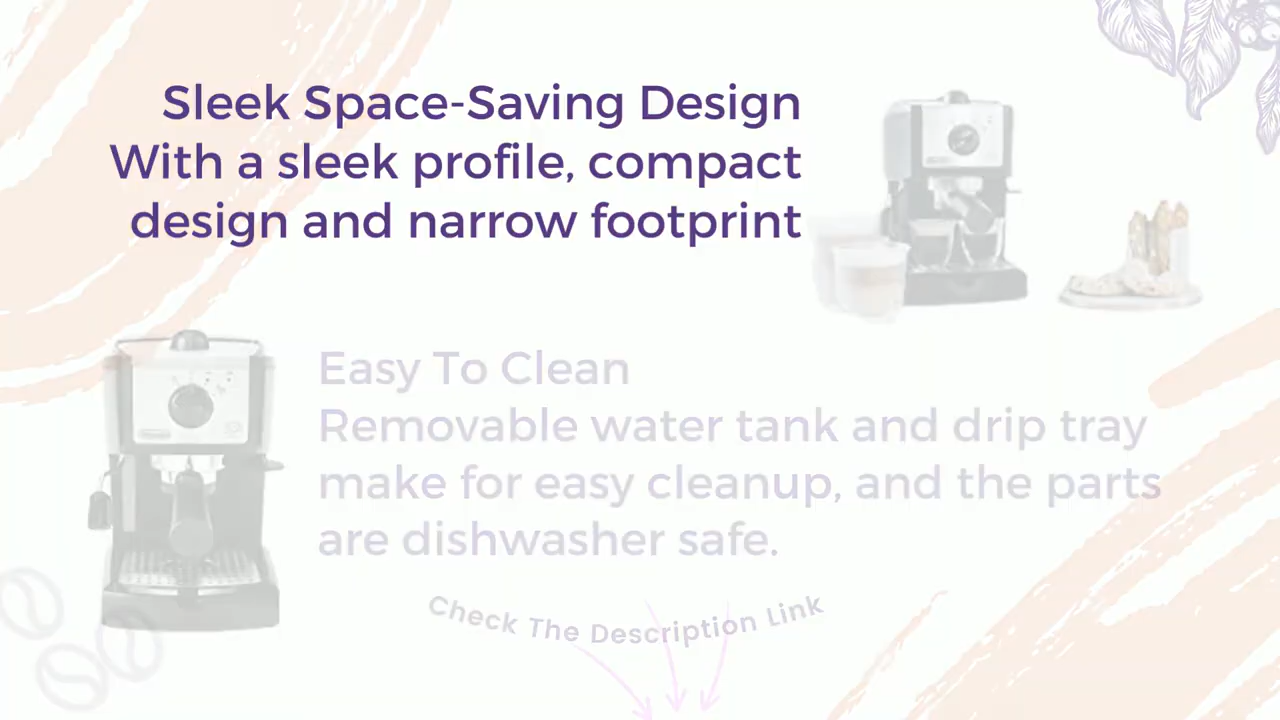 Sleek Space-Saving Design
With a sleek profile, compact
design and narrow footprint
Easy To Clean
Removable water tank and drip tray
make for easy cleanup, and the parts
are dishwasher safe.
Check The Description Link